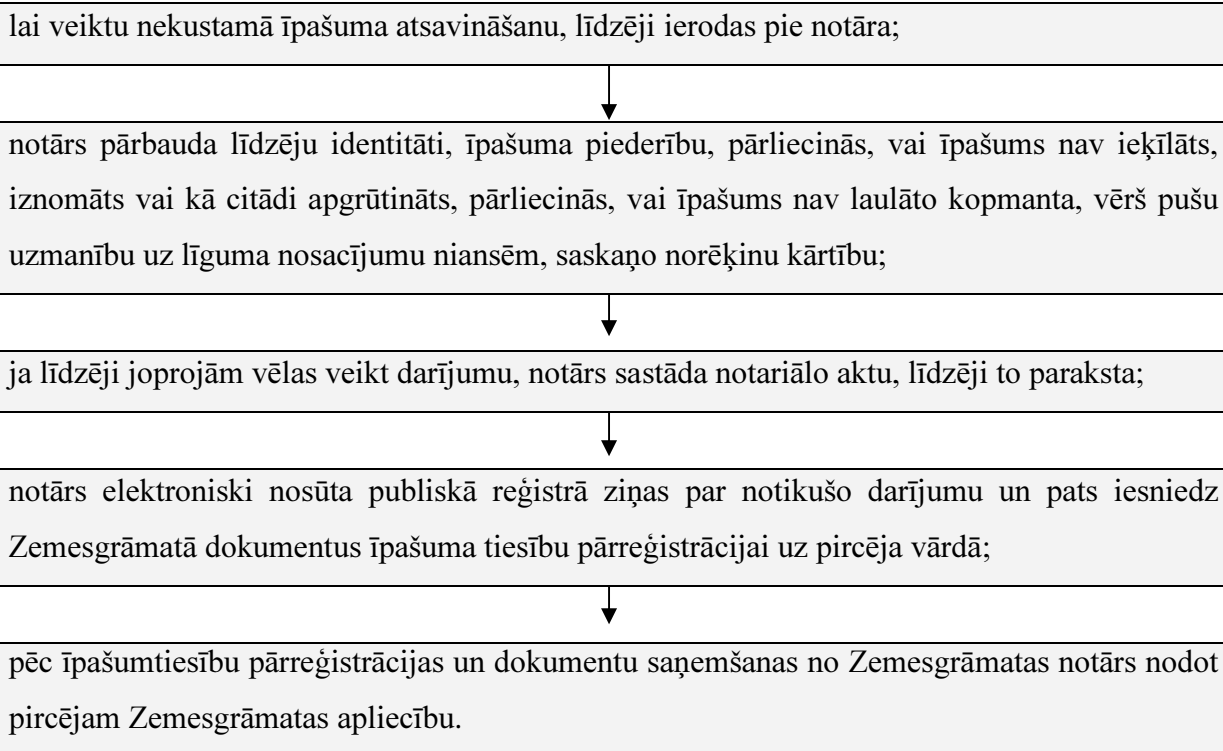 lai veiktu nekustamā īpašuma atsavināšanu, līdzēji ierodas pie notāra;
notārs pārbauda līdzēju identitāti, īpašuma piederību, pārliecinās, vai īpašums nav ieķīlāts,
iznomāts vai kā citādi apgrūtināts, pārliecinās, vai īpašums nav laulāto kopmanta, vērš pušu
uzmanību uz līguma nosacījumu niansēm, saskaņo norēķinu kārtību;
ja līdzēji joprojām vēlas veikt darījumu, notārs sastāda notariālo aktu, līdzēji to paraksta;
notārs elektroniski nosūta publiskā reģistrā ziņas par notikušo darījumu un pats iesniedz
Zemesgrāmatā dokumentus īpašuma tiesību pārreģistrācijai uz pircēja vārdā;
pēc īpašumtiesību pārreģistrācijas un dokumentu saņemšanas no Zemesgrāmatas notārs nodot
pircējam Zemesgrāmatas apliecību.